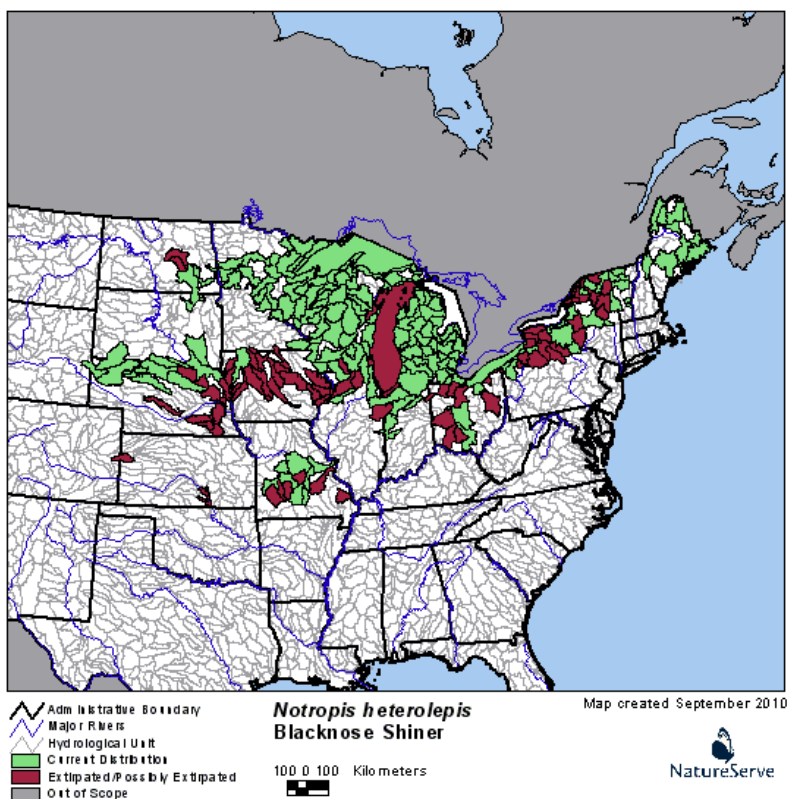 Administrative Boundary
Major Rivers
Hydrological Unit
Current Distribution
Extirpated/Possibly Extirpated
Out of Scope
Notropis heterolepis
Blacknose Shiner
100 0 100 Kilometers
Map created September 2010
NatureServe